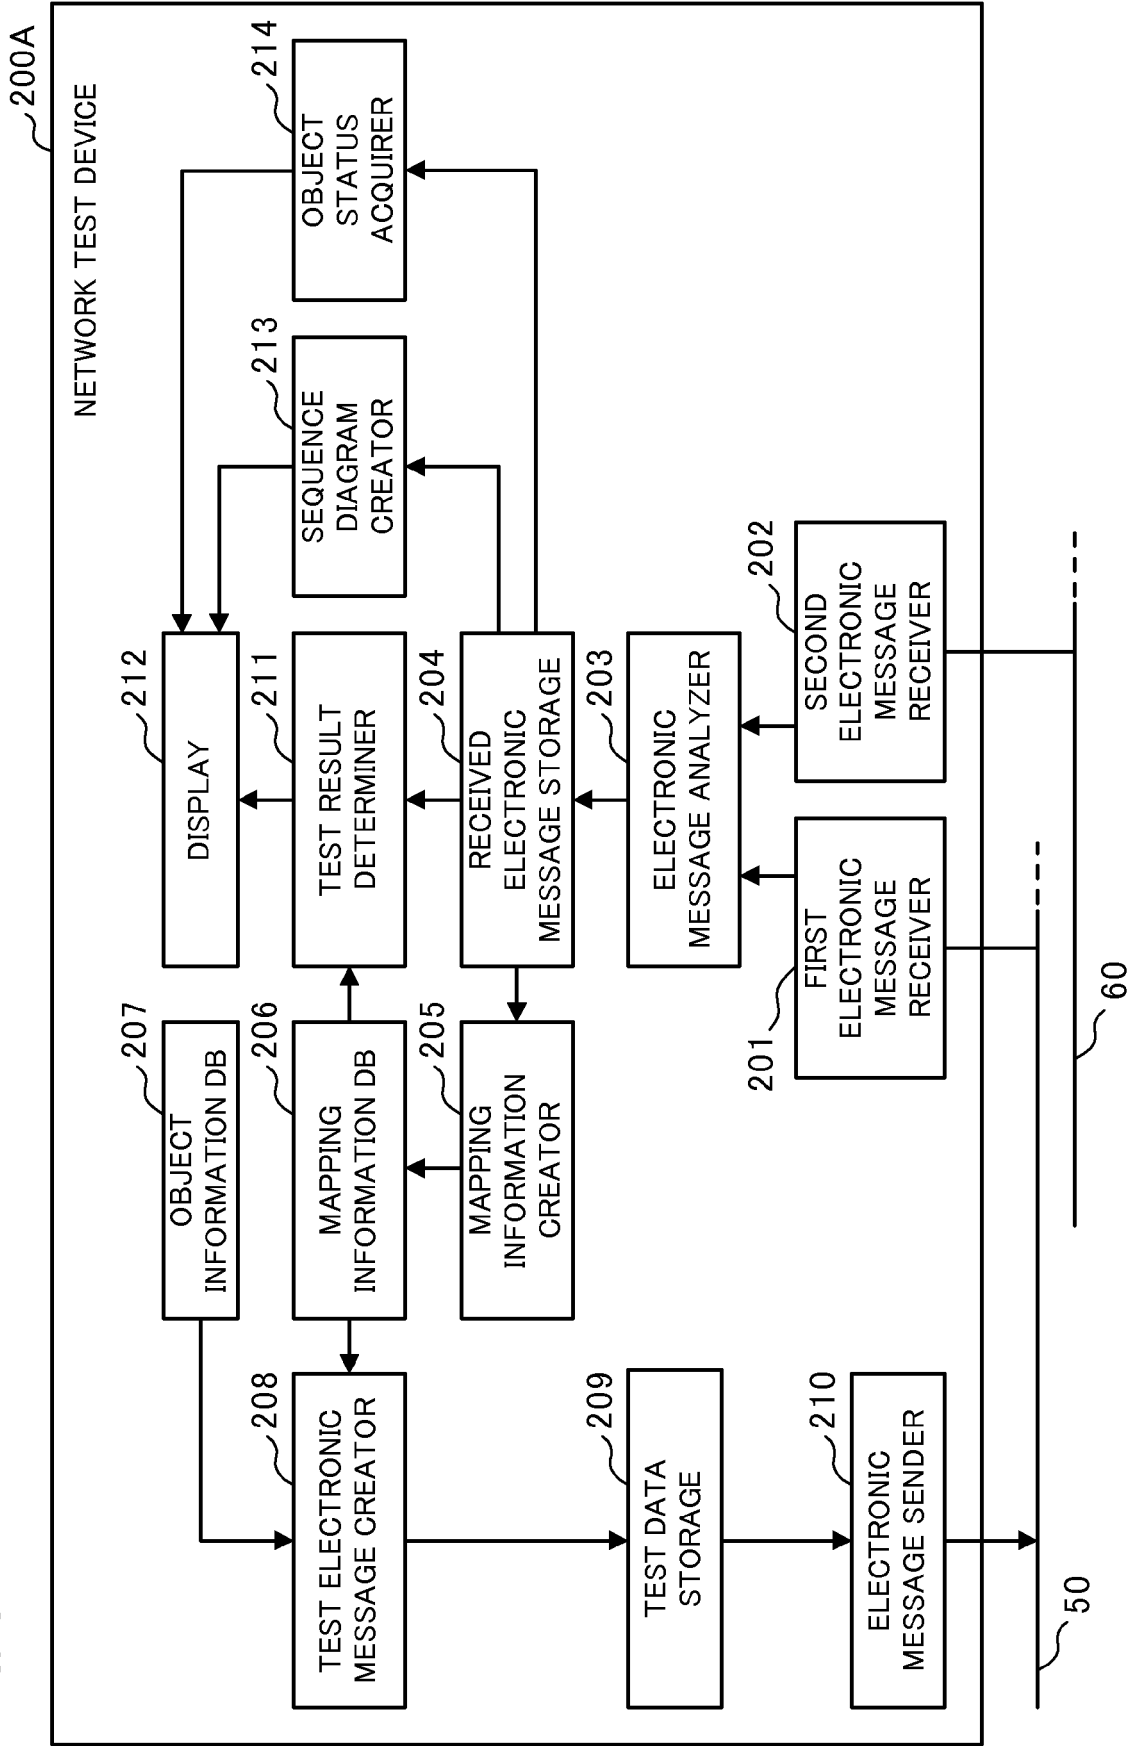 200A
NETWORK TEST DEVICE
OBJECT
INFORMATION DB
207
DISPLAY
212
TEST ELECTRONIC
MESSAGE CREATOR
208
MAPPING
INFORMATION DB
206
TEST RESULT
DETERMINER
211
SEQUENCE
DIAGRAM
CREATOR
213
OBJECT
STATUS
ACQUIRER
214
MAPPING
INFORMATION
CREATOR
205
RECEIVED
ELECTRONIC
MESSAGE STORAGE
204
TEST DATA
STORAGE
209
ELECTRONIC
MESSAGE ANALYZER
203
ELECTRONIC
MESSAGE SENDER
210
FIRST
ELECTRONIC
MESSAGE
RECEIVER
201
SECOND
ELECTRONIC
MESSAGE
RECEIVER
202
50
60